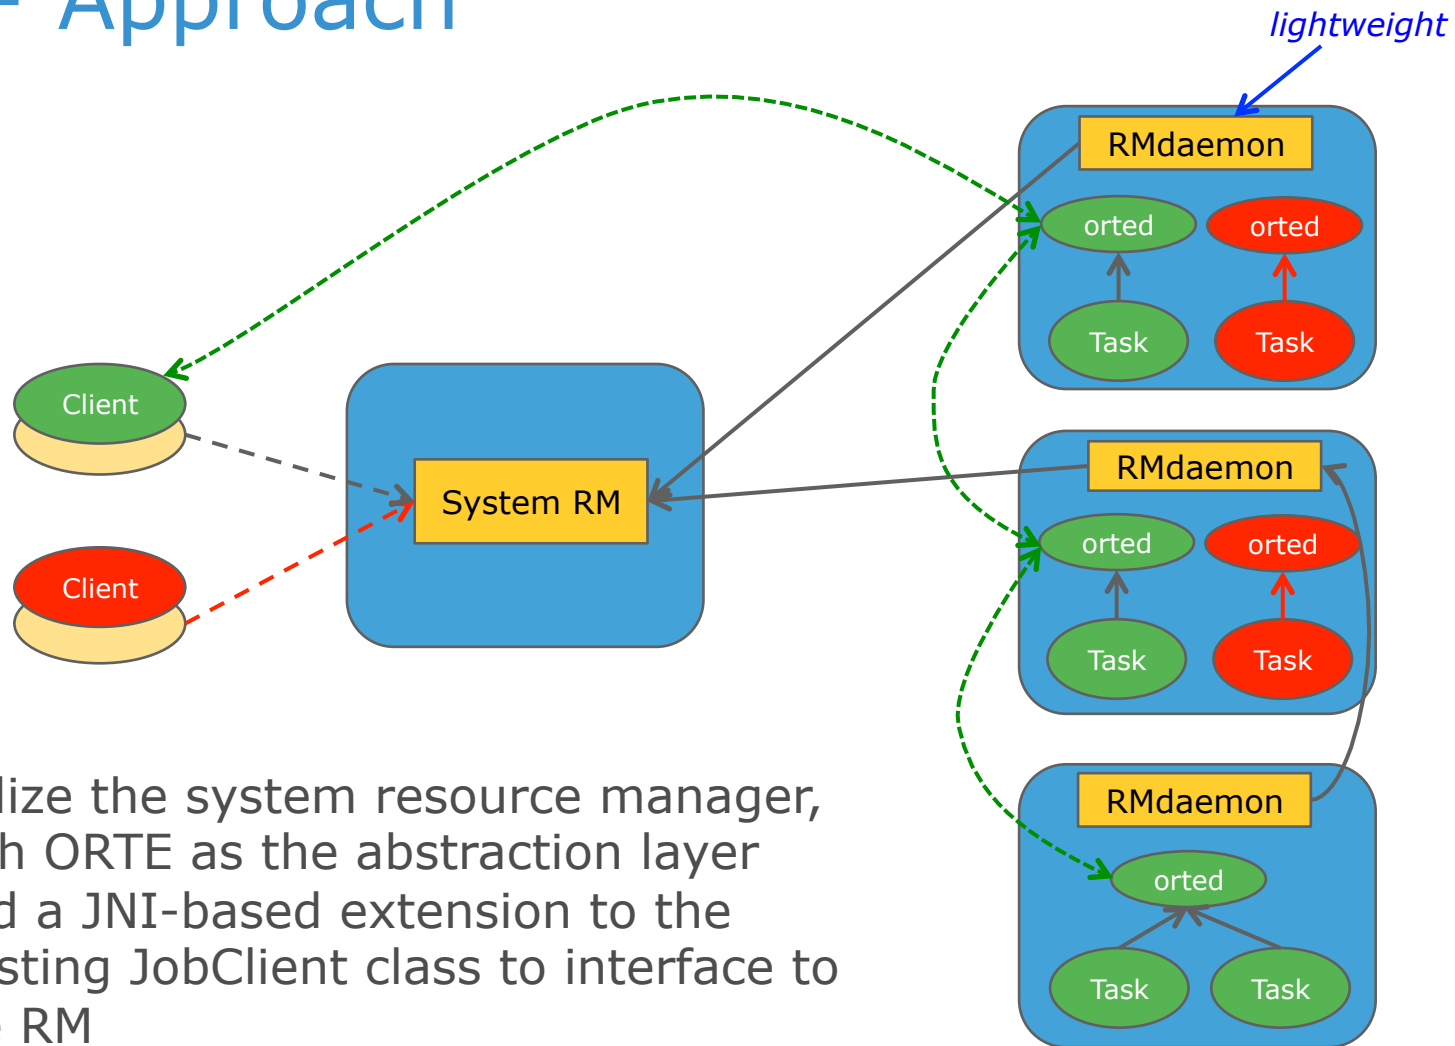 - Approach
lightweight
RMdaemon
orted orted
Task Task
Client
System RM
Client
RMdaemon
orted orted
Task Task
RMdaemon
orted
Task Task
lize the system resource manager,
h ORTE as the abstraction layer
d a JNI-based extension to the
sting JobClient class to interface to
e RM